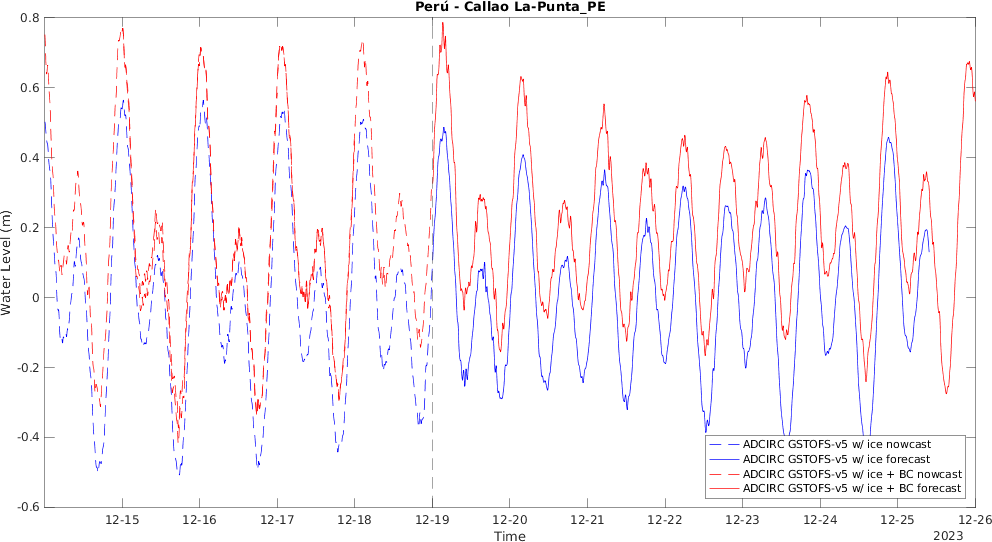 Perú - Callao La-Punta_PE
0.8
0.6
0.4
0.2
0
-0.2
-0.4
-0.6
Water Level (m)
12-15 12-16 12-17 12-18 12-19 12-20 12-21 12-22 12-23 12-24 12-25 12-26
Time
2023
ADCIRC GSTOFS-v5 w/ ice nowcast
ADCIRC GSTOFS-v5 w/ ice forecast
ADCIRC GSTOFS-v5 w/ ice + BC nowcast
ADCIRC GSTOFS-v5 w/ ice + BC forecast